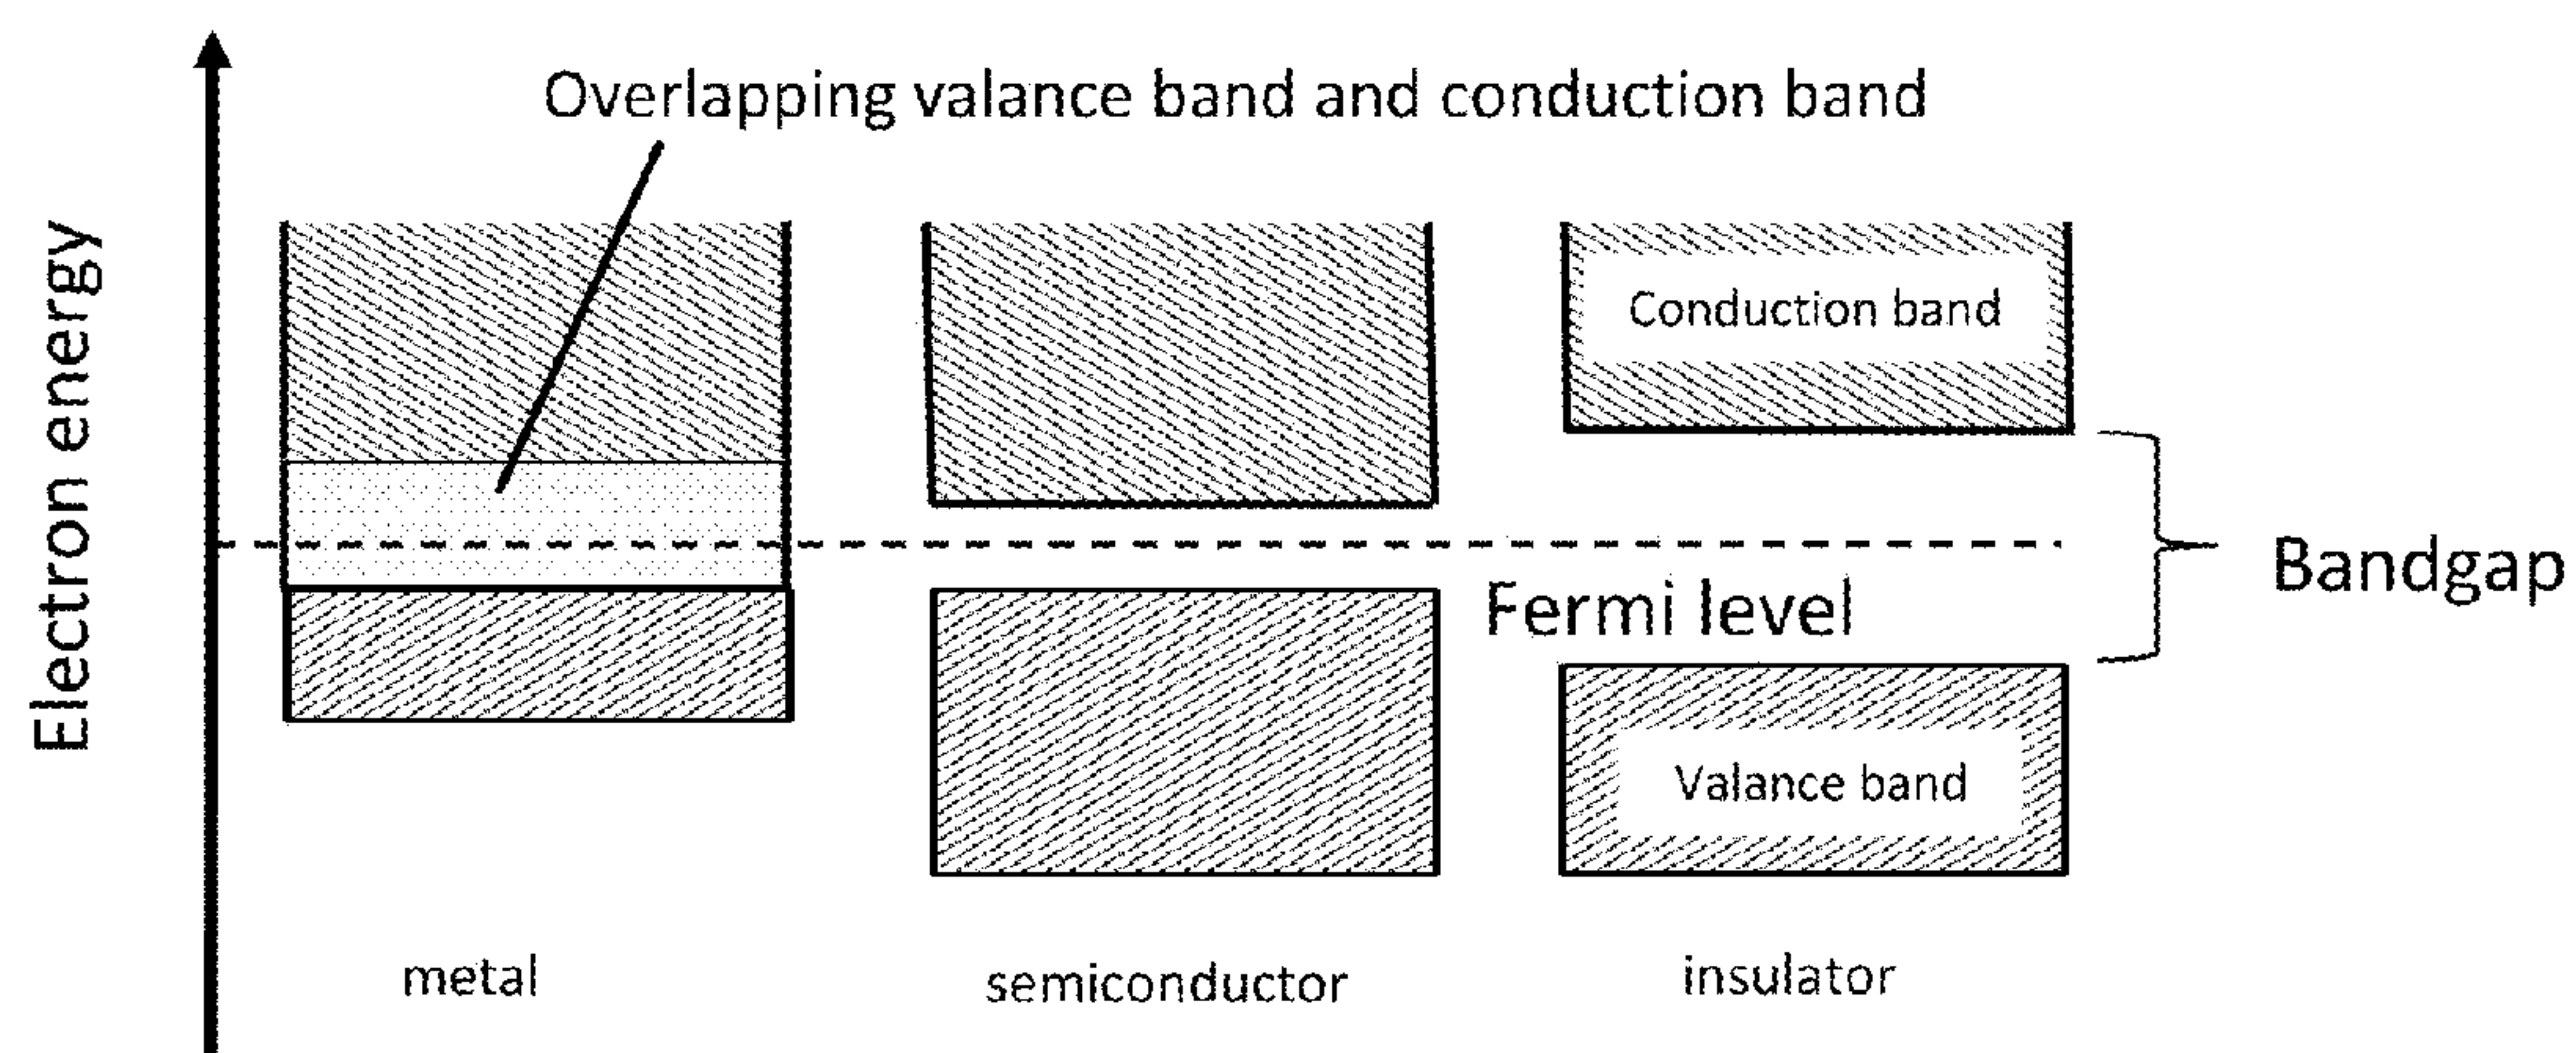 Overlapping valance band and conduction band
Electron energy
Conduction band
Fermi level
Bandgap
Valance band
metal
semiconductor
insulator